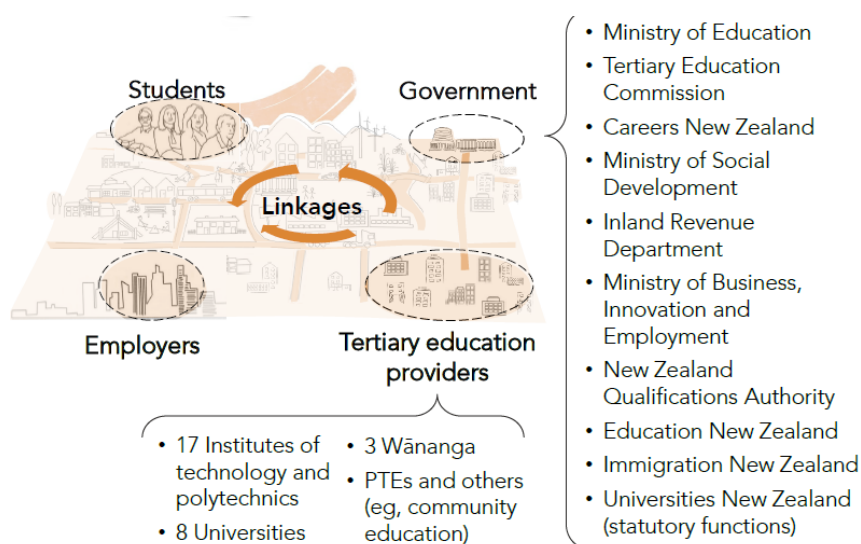 Students
Government
Linkages
Employers
Tertiary education
providers
• 17 Institutes of
technology and
polytechnics
• 8 Universities
• 3 Wānanga
• PTEs and others
(eg, community
education)
• Ministry of Education
• Tertiary Education
Commission
• Careers New Zealand
• Ministry of Social
Development
• Inland Revenue
Department
• Ministry of Business,
Innovation and
Employment
• New Zealand
Qualifications Authority
• Education New Zealand
• Immigration New Zealand
• Universities New Zealand
(statutory functions)